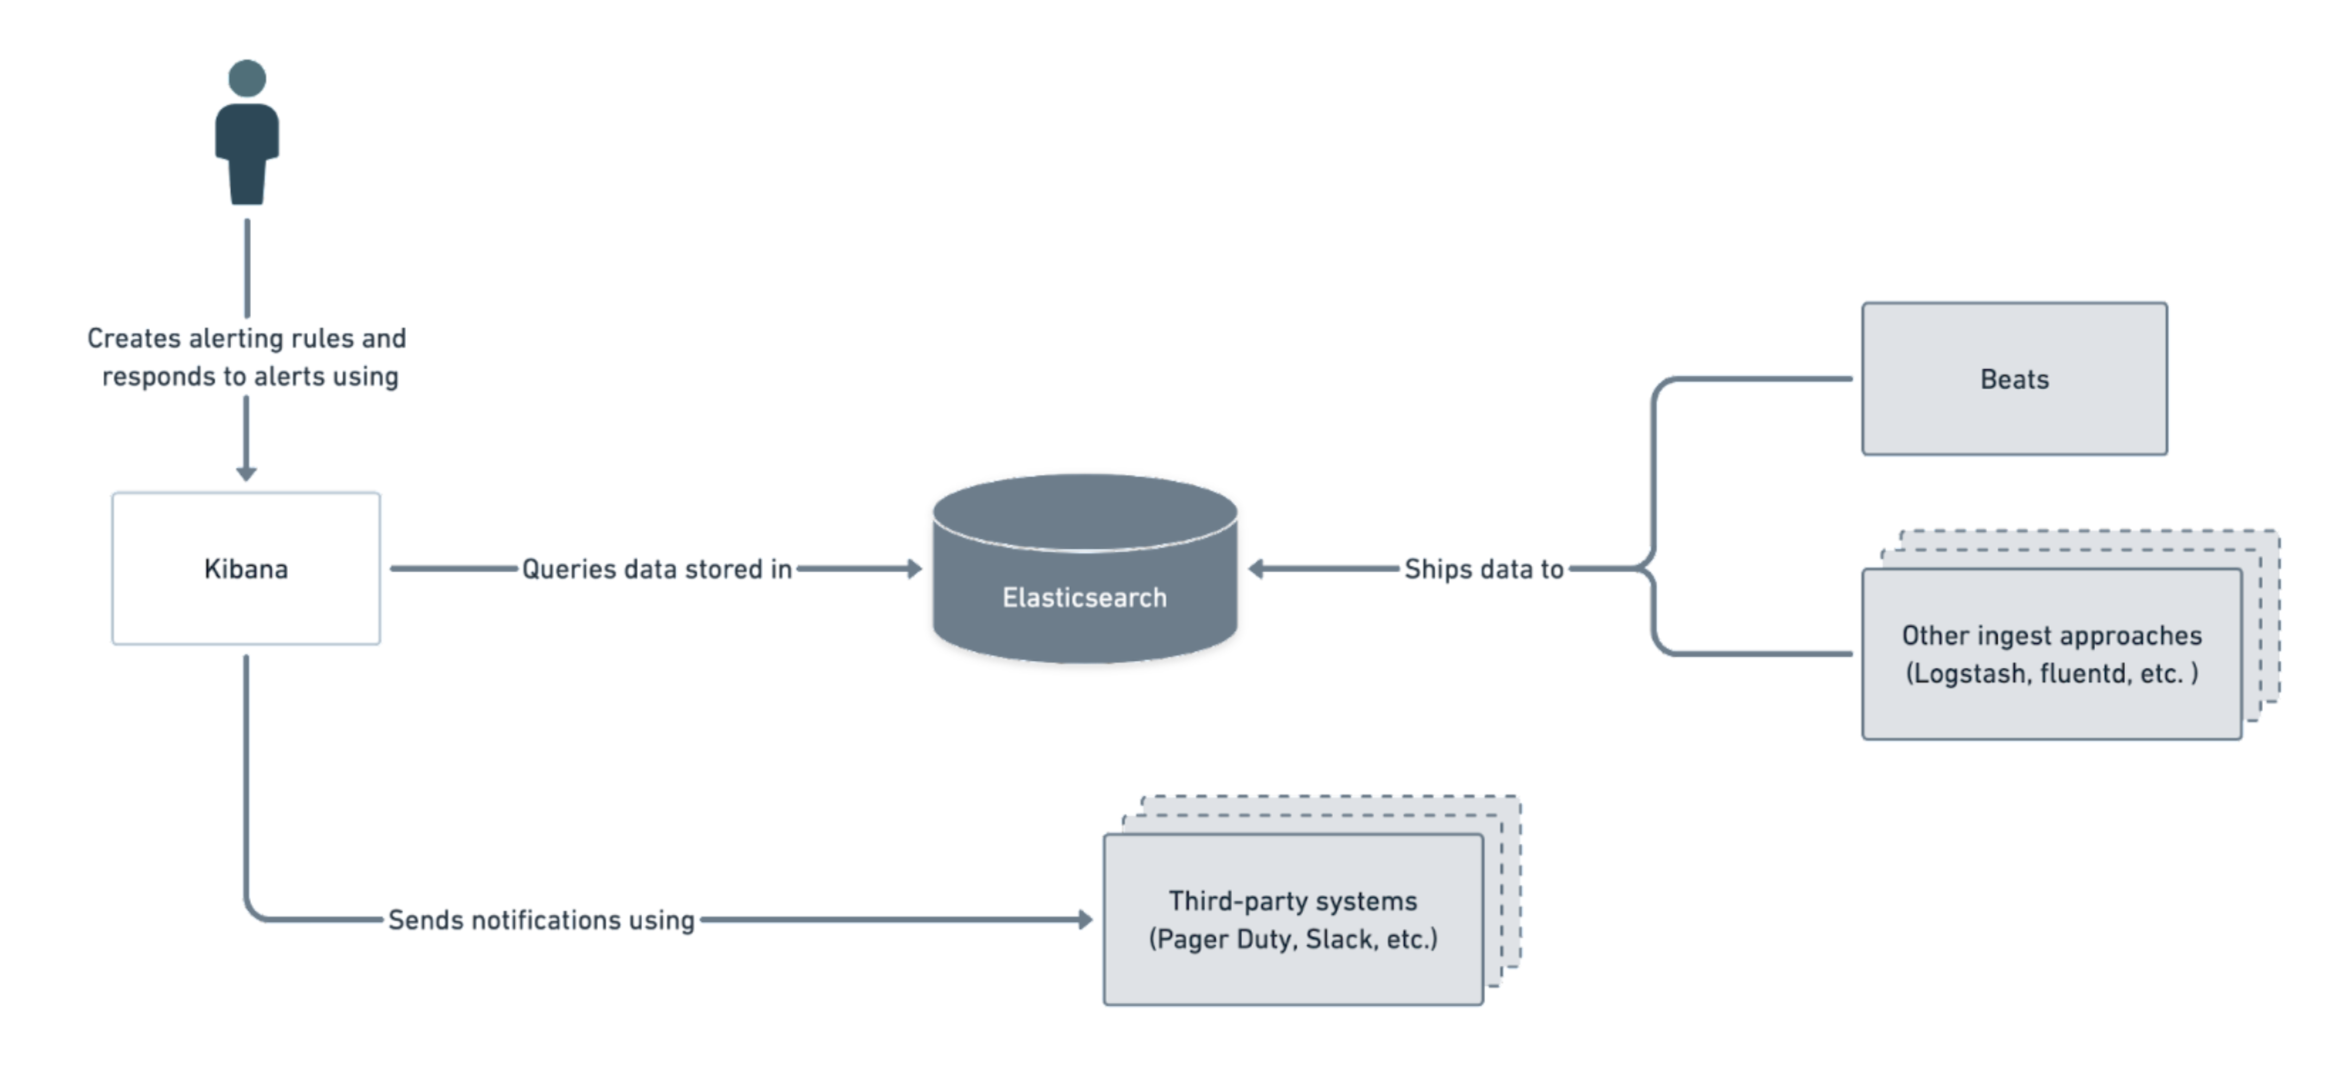 Creates alerting rules and
responds to alerts using
Kibana
Queries data stored in
Elasticsearch
Ships data to
Beats
Other ingest approaches
(Logstash, fluentd, etc. )
Sends notifications using
Third-party systems
(Pager Duty, Slack, etc.)